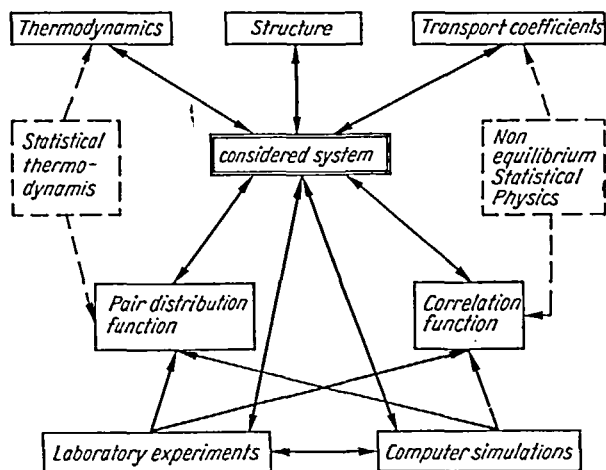 Thermodynamics
Structure
Transport coefficients
Statistical
thermo-
dynamis
considered system
Non
equilibrium
Statistical
Physics
Pair distribution
function
Correlation
function
Laboratory experiments
Computer simulations